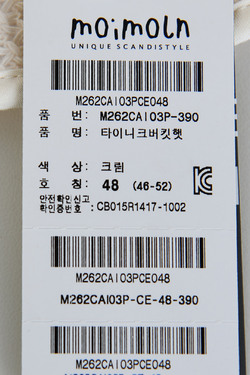 moimoln
UNIQUE SCANDISTYLE
M262CAI03PCE048
품 번: M262CAI03P-390
품 명: 타이니크버킷햇
색 상: 크림
호 칭: 48 (46-52)
안전확인신고
확인증번호 : CB015R1417-1002
M262CAI03PCE048
M262CAI03P-CE-48-390
M262CAI03PCE048